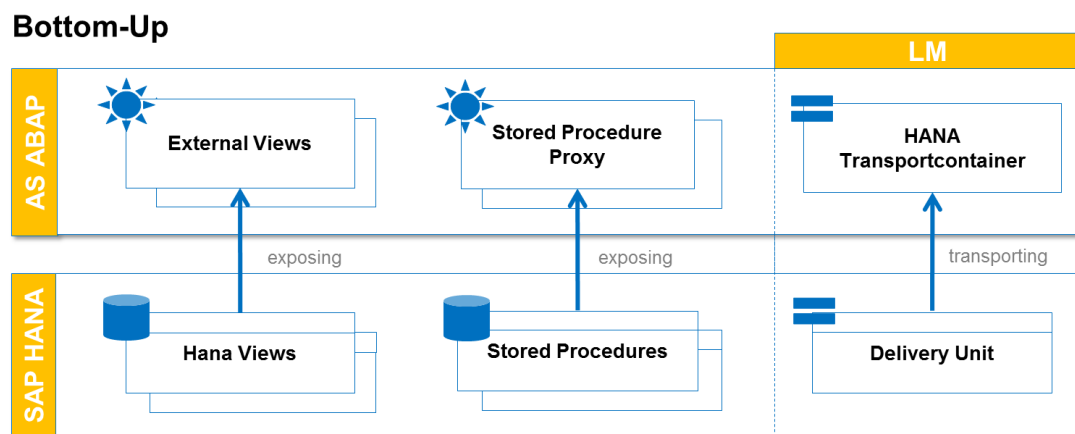 Bottom-Up
LM
AS ABAP
External Views
Stored Procedure
Proxy
HANA
Transportcontainer
exposing
exposing
transporting
SAP HANA
Hana Views
Stored Procedures
Delivery Unit